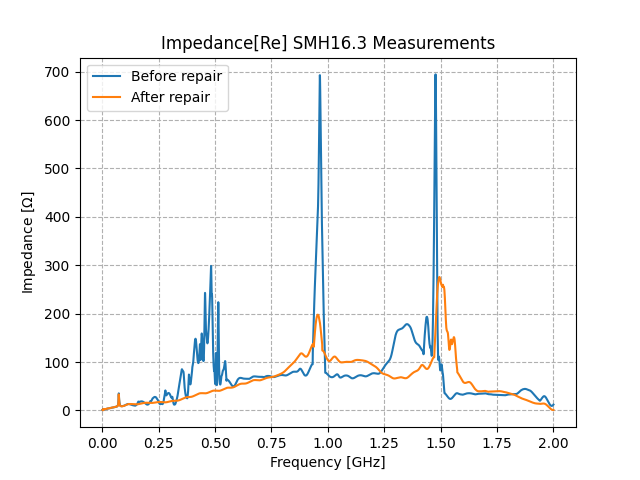 Impedance[Re] SMH16.3 Measurements
Before repair
After repair
Impedance [Ω]
700
600
500
400
300
200
100
0
0.00 0.25 0.50 0.75 1.00 1.25 1.50 1.75 2.00
Frequency [GHz]